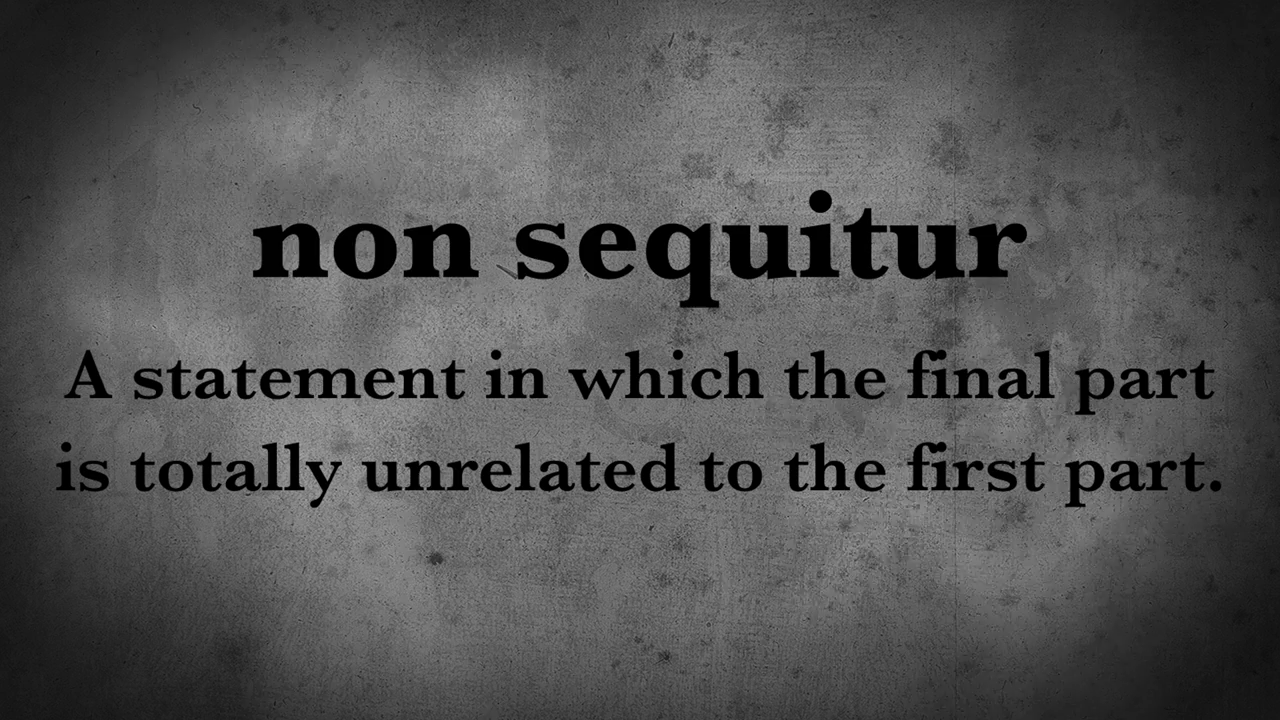 non sequitur
A statement in which the final part
is totally unrelated to the first part.